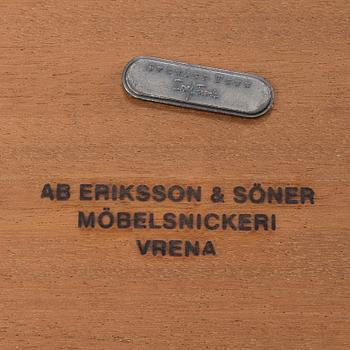 AB ERIKSSON & SÖNER
MÖBELSNICKERI
VRENA